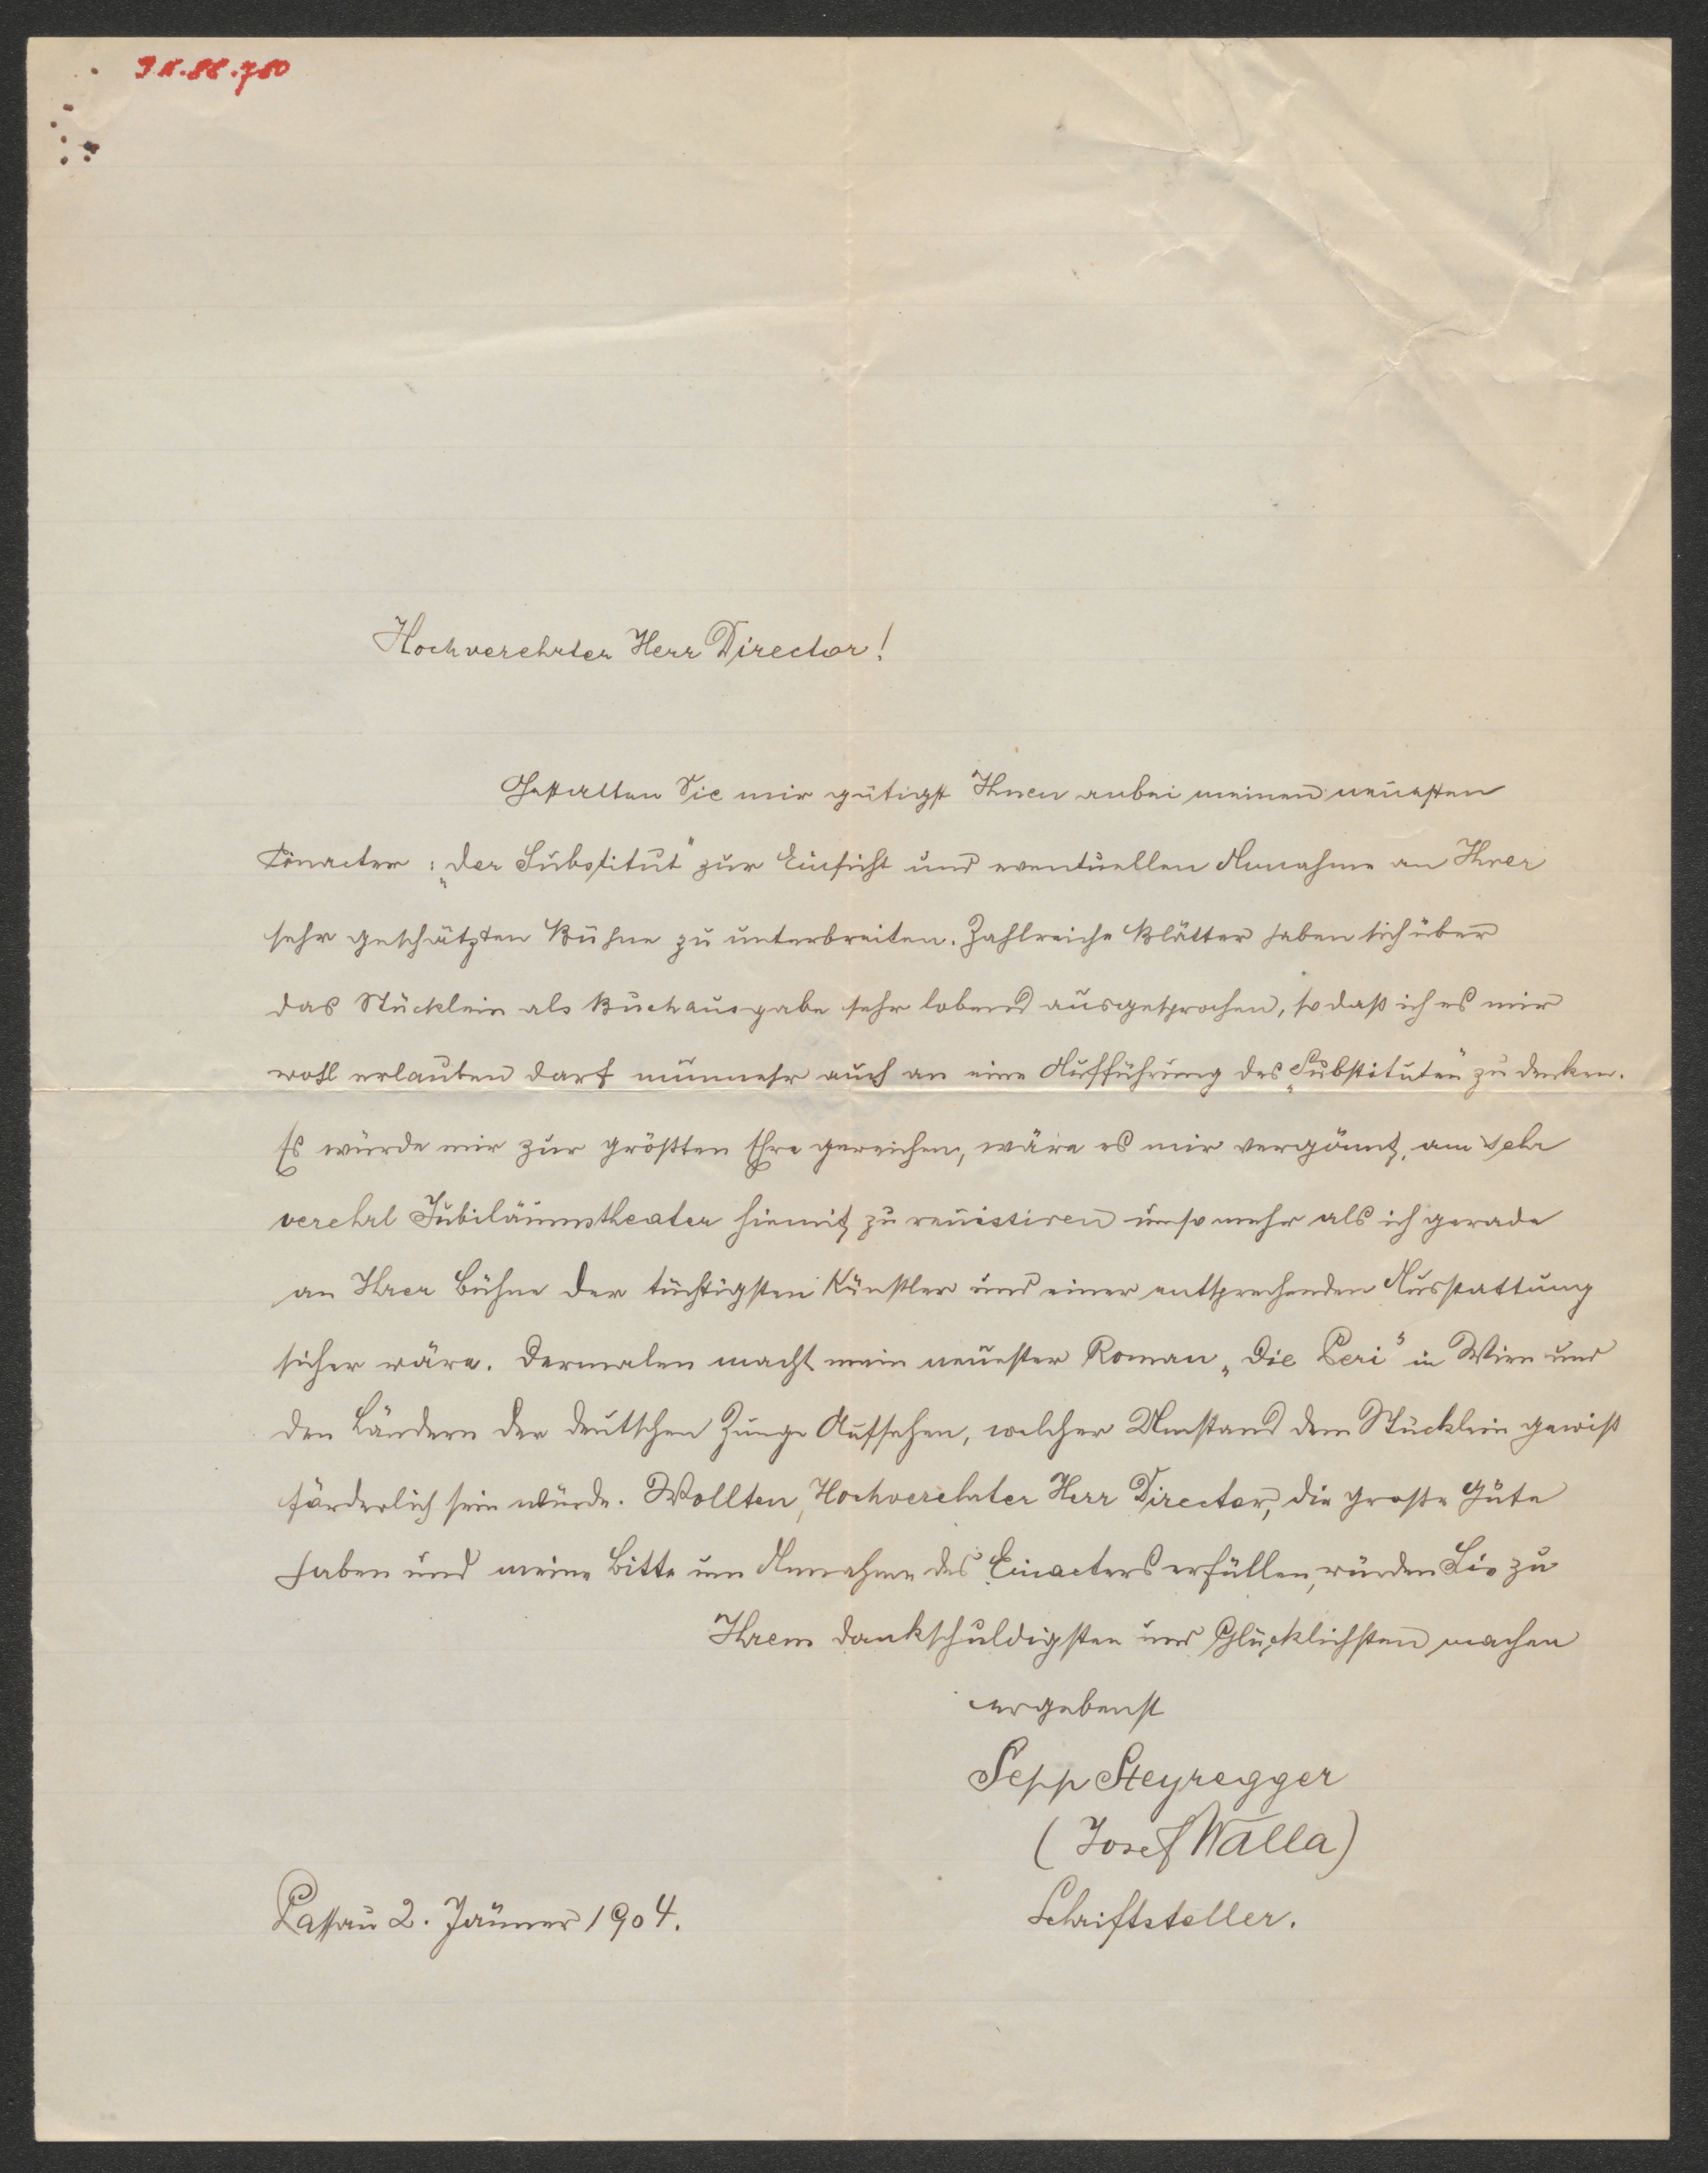 Hochverehrter Herr Director!
Gestatten Sie mir gütigst Ihnen anbei meinen neuesten
Einacter: „Der Substitut" zur Einsicht und eventuellen Annahme an Ihrer
sehr geschätzten Bühne zu unterbreiten. Zahlreiche Blätter haben sich über
das Stücklein als Buchausgabe sehr lobend ausgesprochen, so daß ich es mir
wohl erlauben darf nunmehr auch an eine Aufführung des „Substituten" zu denken.
Es würde mir zur größten Ehre gereichen, wäre es mir vergönnt, am sehr
verehrl Jubiläumstheater hiemit zu reüissiren umso mehr als ich gerade
an Ihrer Bühne der tüchtigsten Künstler und einer entsprechenden Ausstattung
sicher wäre. Dermalen macht mein neuester Roman „Die Peri" in Wien und
den Ländern der deutschen Zunge Aufsehen, welcher Umstand dem Stücklein gewiß
förderlich sein würde. Wollten, Hochverehrter Herr Director, die große Güte
haben und meine Bitte um Annahme des Einacters erfüllen, würden Sie zu
Ihrem dankschuldigsten und Glücklichsten machen
ergebenst
Sepp Steyregger
(Josef Walla)
Schriftsteller.
Passau 2. Jänner 1904.